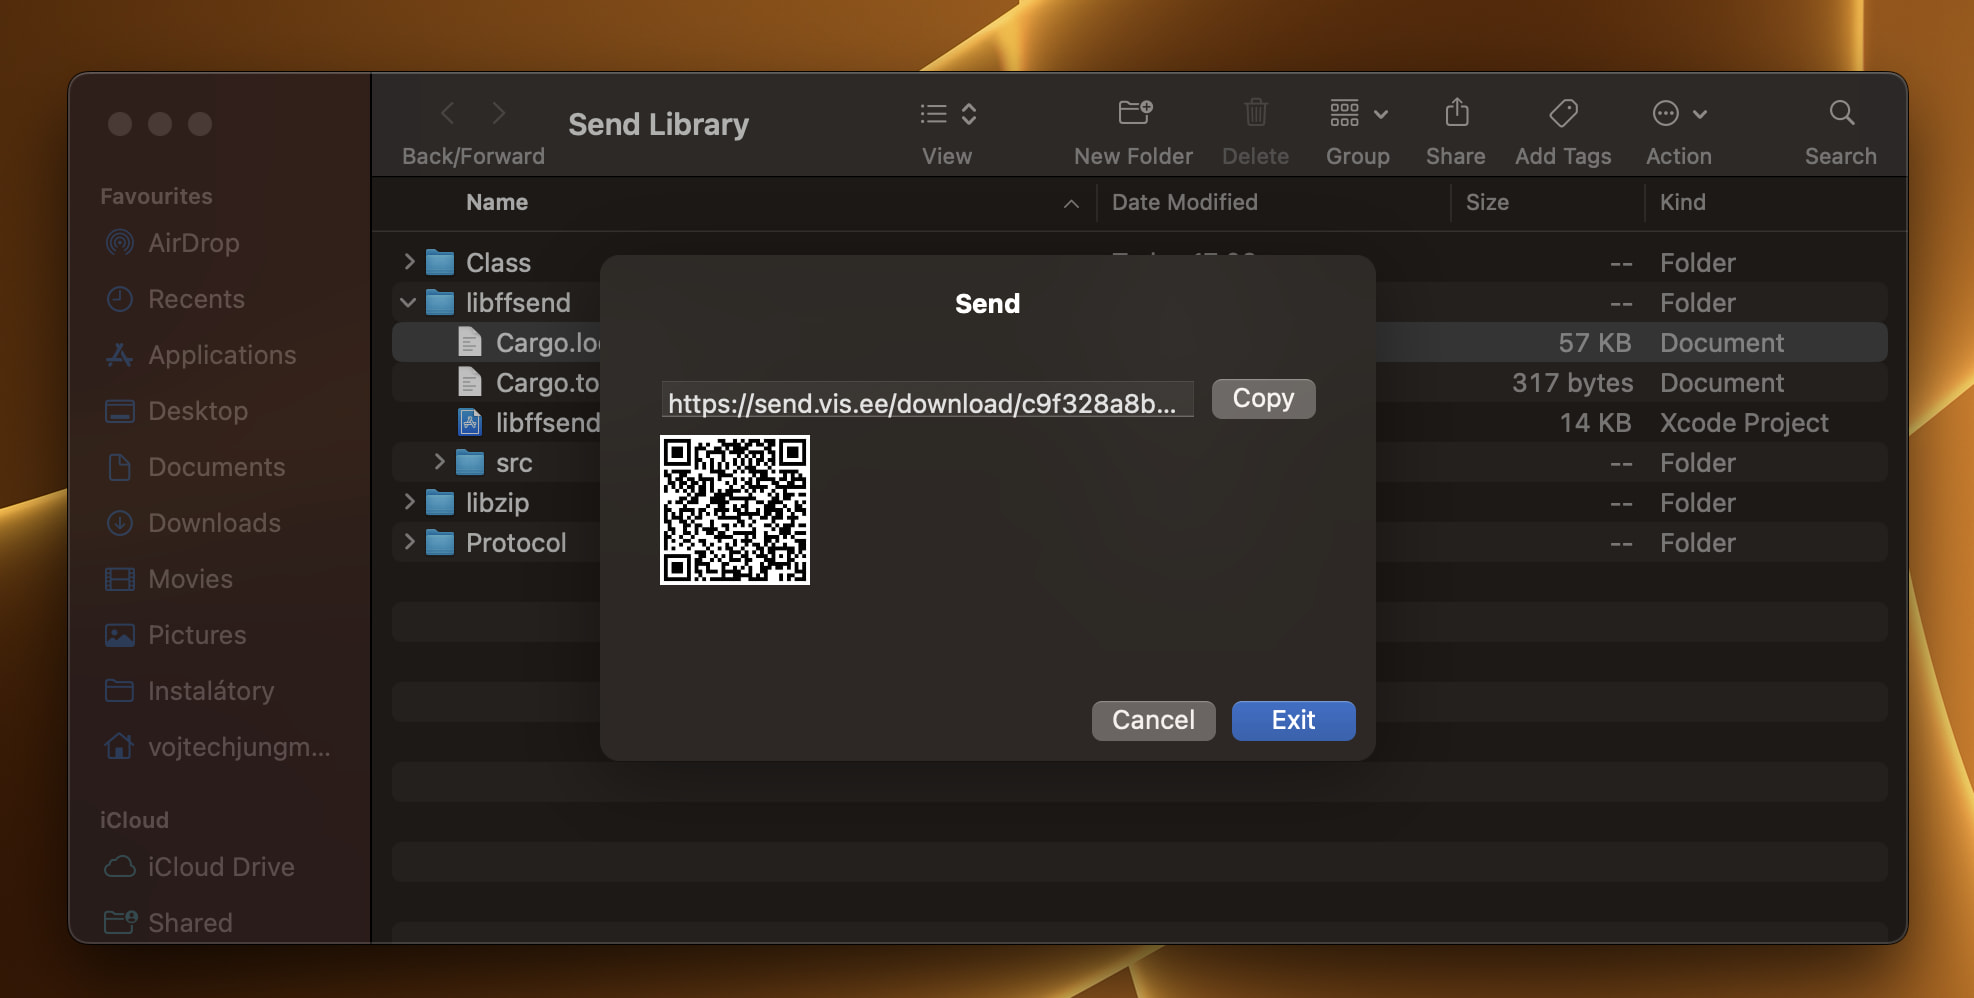 Send Library
Back/Forward
View
New Folder
Delete
Group
Share
Add Tags
Action
Search
Favourites
AirDrop
Recents
Applications
Desktop
Documents
Downloads
Movies
Pictures
Instalátory
vojtechjungm...
iCloud
iCloud Drive
Shared
Name Date Modified Size Kind
Class -- Folder
libffsend -- Folder
Cargo.lo 57 KB Document
Cargo.to 317 bytes Document
libffsend 14 KB Xcode Project
src -- Folder
libzip -- Folder
Protocol -- Folder
Send
https://send.vis.ee/download/c9f328a8b...
Copy
Cancel
Exit